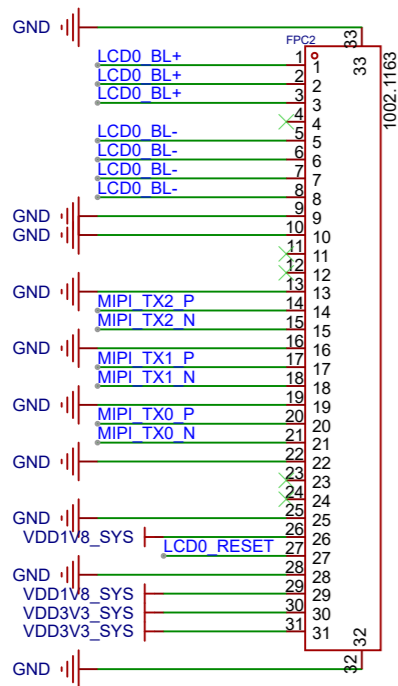 GND
33
33
FPC2
1002.1163
LCD0_BL+ 1 1
LCD0_BL+ 2 2
LCD0_BL+ 3 3
4 4
LCD0_BL- 5 5
LCD0_BL- 6 6
LCD0_BL- 7 7
LCD0_BL- 8 8
GND 9 9
GND 10 10
11 11
12 12
GND 13 13
MIPI_TX2_P 14 14
MIPI_TX2_N 15 15
GND 16 16
MIPI_TX1_P 17 17
MIPI_TX1_N 18 18
GND 19 19
MIPI_TX0_P 20 20
MIPI_TX0_N 21 21
GND 22 22
23 23
24 24
GND 25 25
VDD1V8_SYS 26 26
LCD0_RESET 27 27
GND 28 28
VDD1V8_SYS 29 29
VDD3V3_SYS 30 30
VDD3V3_SYS 31 31
32
32
GND